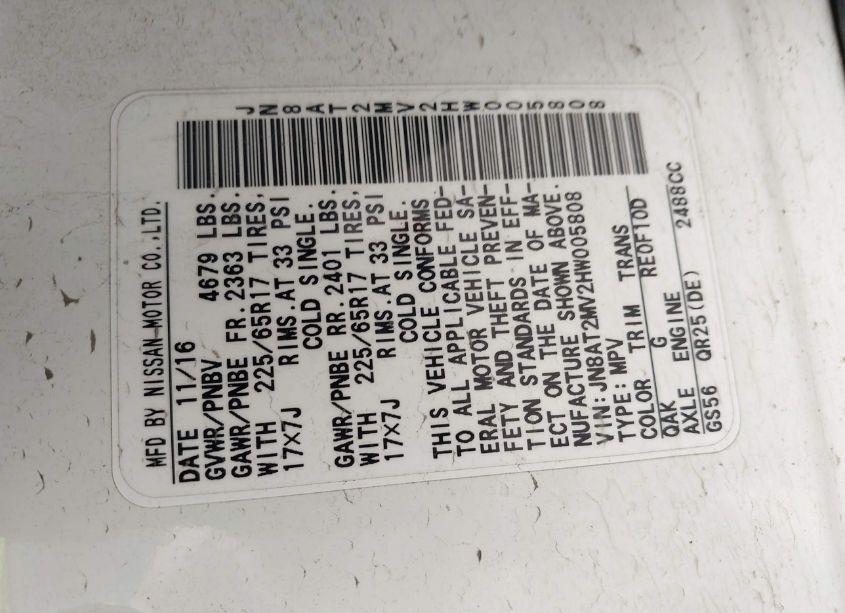 JN8AT2MV2HW005808
MFD BY NISSAN MOTOR CO.,LTD.
DATE 11/16
GVWR/PNBV 4679 LBS.
GAWR/PNBE FR.2363 LBS.
WITH 225/65R17 TIRES,
17X7J RIMS.AT 33 PSI
COLD SINGLE.
GAWR/PNBE RR.2401 LBS.
WITH 225/65R17 TIRES,
17X7J RIMS.AT 33 PSI
COLD SINGLE.
THIS VEHICLE CONFORMS
TO ALL APPLICABLE FED-
ERAL MOTOR VEHICLE SA-
FETY AND THEFT PREVEN-
TION STANDARDS IN EFF-
ECT ON THE DATE OF MA-
NUFACTURE SHOWN ABOVE.
VIN:JN8AT2MV2HW005808
TYPE:MPV
COLOR TRIM TRANS
QAK G REOF10D
AXLE ENGINE
GS56 QR25(DE) 2488CC